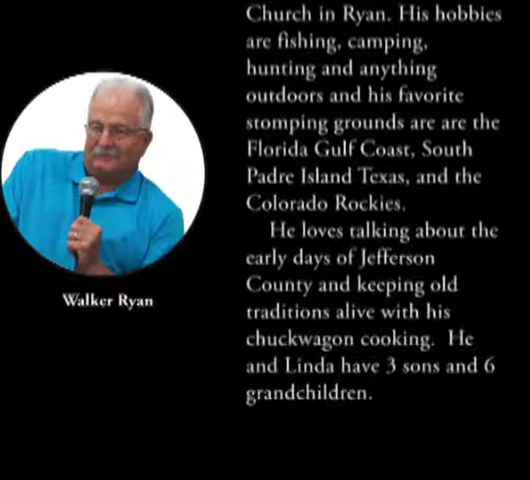 Church in Ryan. His hobbies
are fishing, camping,
hunting and anything
outdoors and his favorite
stomping grounds are are the
Florida Gulf Coast, South
Padre Island Texas, and the
Colorado Rockies.
He loves talking about the
early days of Jefferson
County and keeping old
traditions alive with his
chuckwagon cooking. He
and Linda have 3 sons and 6
grandchildren.
Walker Ryan